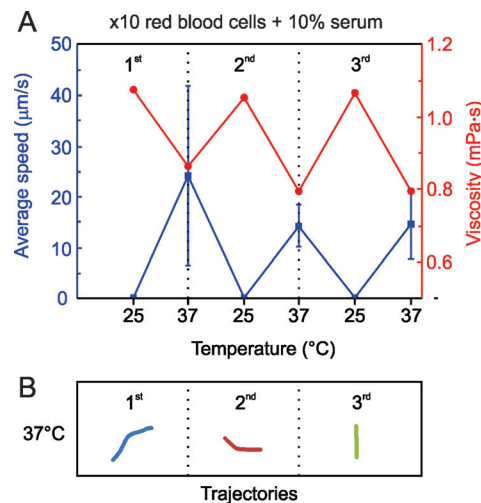 A
x10 red blood cells + 10% serum
50
40
30
20
10
0
Average speed (μm/s)
1st 2nd 3rd
1.2
1.0
0.8
0.6
Viscosity (mPa·s)
25 37 25 37 25 37 -
Temperature (°C)
B
37°C
1st 2nd 3rd
Trajectories